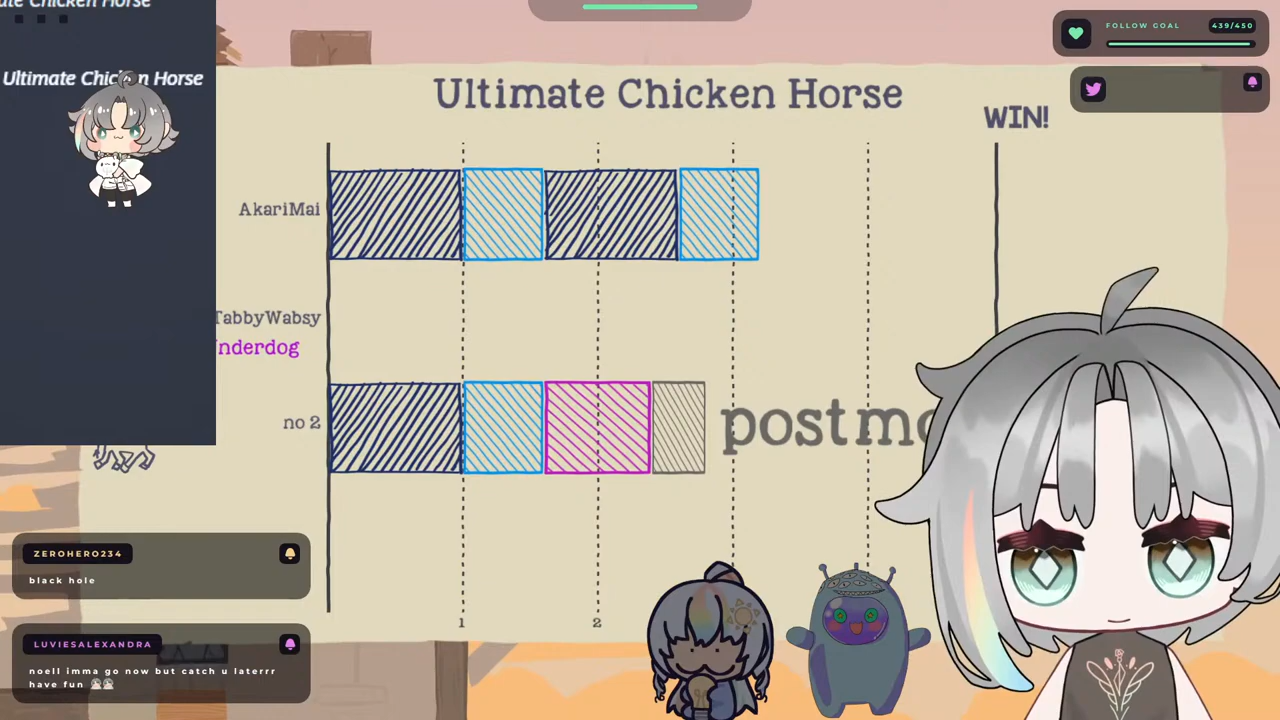 ate Chicken Horse
Ultimate Chicken Horse
Ultimate Chicken Horse
WIN!
FOLLOW GOAL
439/450
AkariMai
TabbyWabsy
nderdog
no 2
postmo
1
2
ZEROHERO234
black hole
LUVIESALEXANDRA
noell imma go now but catch u laterrr
have fun